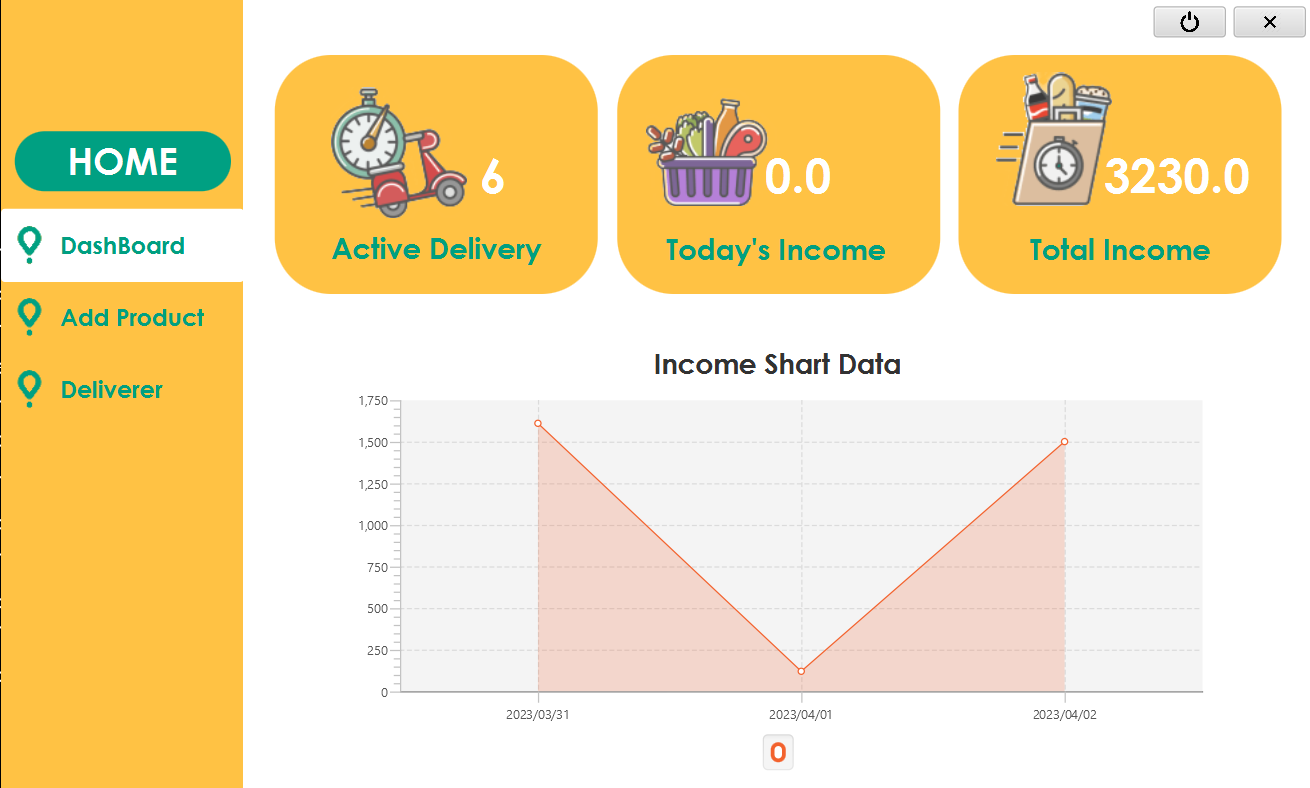 HOME
DashBoard
Add Product
Deliverer
6
Active Delivery
0.0
Today's Income
3230.0
Total Income
Income Shart Data
1,750
1,500
1,250
1,000
750
500
250
0
2023/03/31
2023/04/01
2023/04/02
0